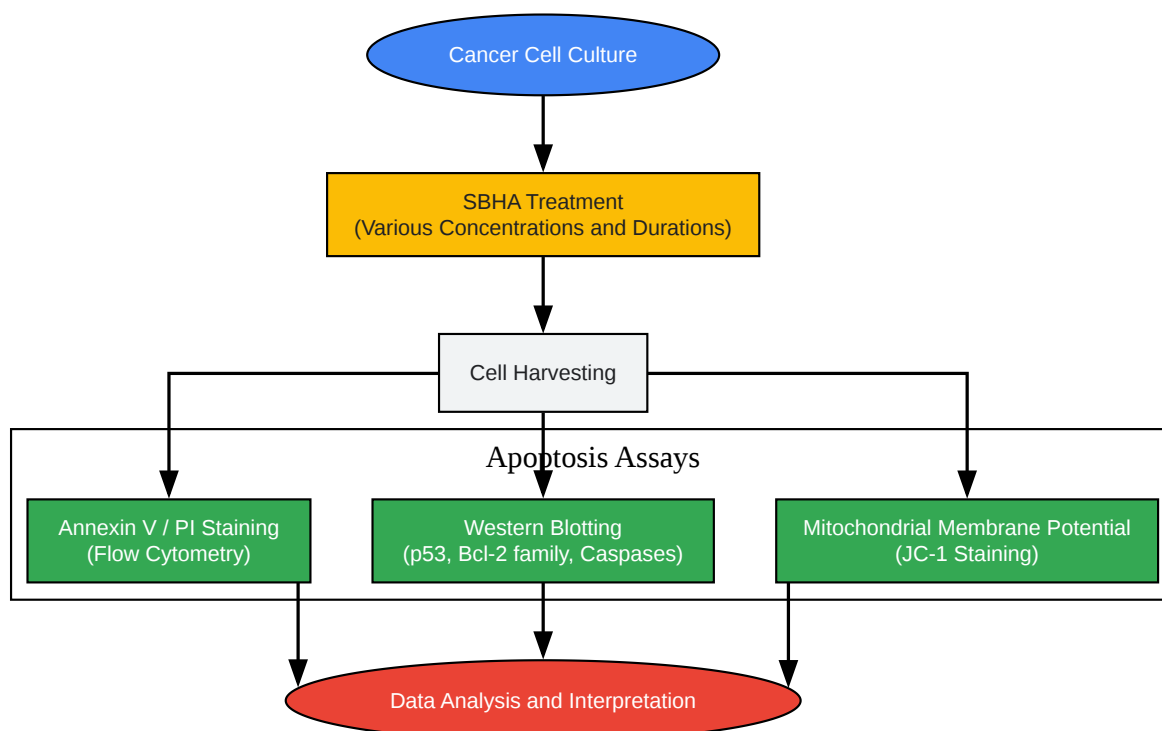 Cancer Cell Culture
SBHA Treatment
(Various Concentrations and Durations)
Cell Harvesting
Apoptosis Assays
Annexin V / PI Staining
(Flow Cytometry)
Western Blotting
(p53, Bcl-2 family, Caspases)
Mitochondrial Membrane Potential
(JC-1 Staining)
Data Analysis and Interpretation